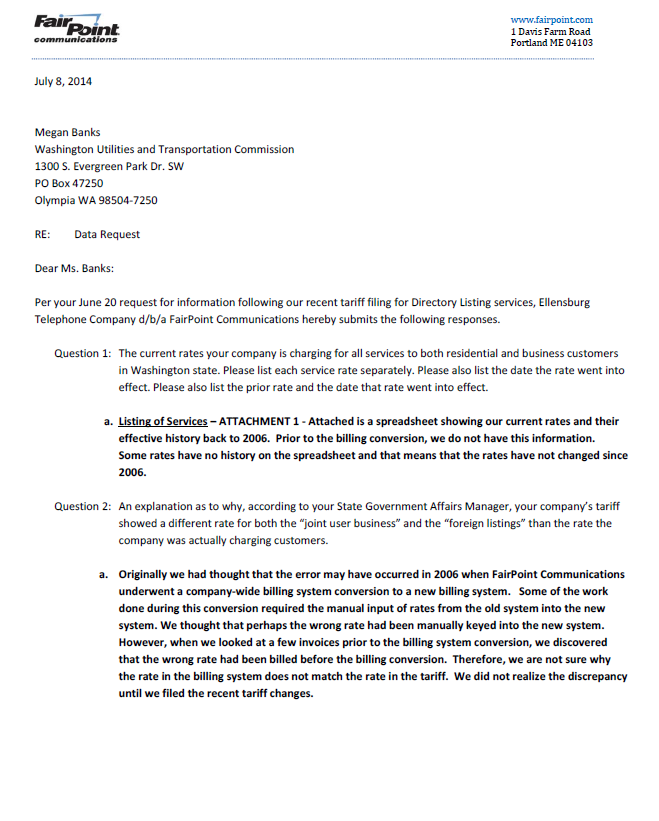 FairPoint
communications
www.fairpoint.com
1 Davis Farm Road
Portland ME 04103
July 8, 2014
Megan Banks
Washington Utilities and Transportation Commission
1300 S. Evergreen Park Dr. SW
PO Box 47250
Olympia WA 98504-7250
RE: Data Request
Dear Ms. Banks:
Per your June 20 request for information following our recent tariff filing for Directory Listing services, Ellensburg
Telephone Company d/b/a FairPoint Communications hereby submits the following responses.
Question 1: The current rates your company is charging for all services to both residential and business customers
in Washington state. Please list each service rate separately. Please also list the date the rate went into
effect. Please also list the prior rate and the date that rate went into effect.
a. Listing of Services – ATTACHMENT 1 - Attached is a spreadsheet showing our current rates and their
effective history back to 2006. Prior to the billing conversion, we do not have this information.
Some rates have no history on the spreadsheet and that means that the rates have not changed since
2006.
Question 2: An explanation as to why, according to your State Government Affairs Manager, your company's tariff
showed a different rate for both the "joint user business" and the "foreign listings" than the rate the
company was actually charging customers.
a. Originally we had thought that the error may have occurred in 2006 when FairPoint Communications
underwent a company-wide billing system conversion to a new billing system. Some of the work
done during this conversion required the manual input of rates from the old system into the new
system. We thought that perhaps the wrong rate had been manually keyed into the new system.
However, when we looked at a few invoices prior to the billing system conversion, we discovered
that the wrong rate had been billed before the billing conversion. Therefore, we are not sure why
the rate in the billing system does not match the rate in the tariff. We did not realize the discrepancy
until we filed the recent tariff changes.